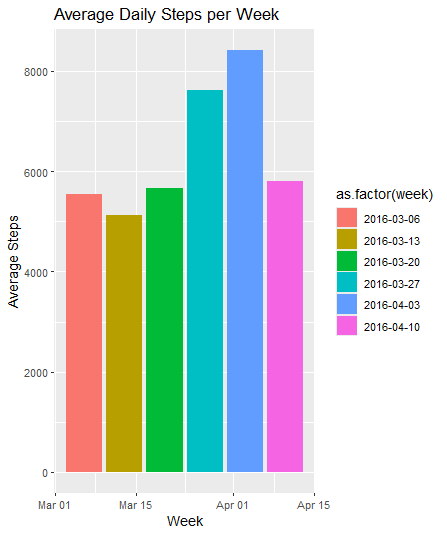 Average Daily Steps per Week
Average Steps
8000
6000
4000
2000
0
Mar 01
Mar 15
Apr 01
Apr 15
Week
as.factor(week)
2016-03-06
2016-03-13
2016-03-20
2016-03-27
2016-04-03
2016-04-10